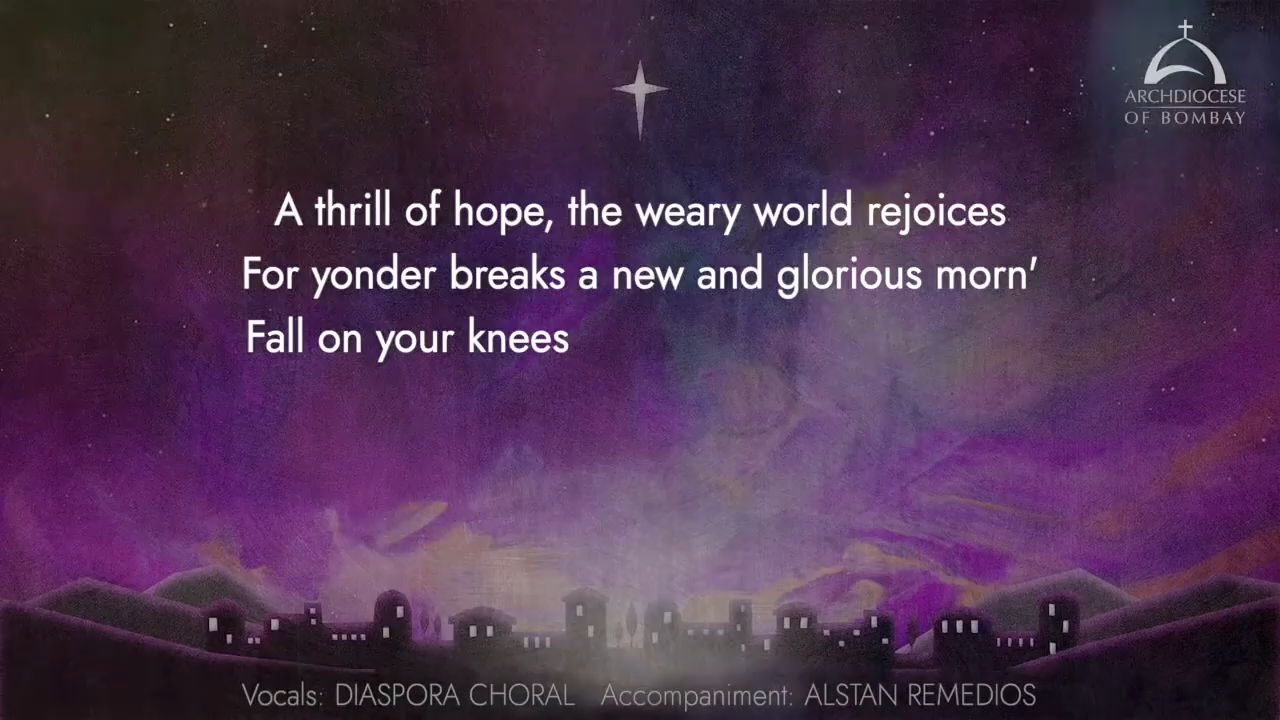 ARCHDIOCESE
OF BOMBAY
A thrill of hope, the weary world rejoices
For yonder breaks a new and glorious morn'
Fall on your knees
Vocals: DIASPORA CHORAL Accompaniment: ALSTAN REMEDIOS